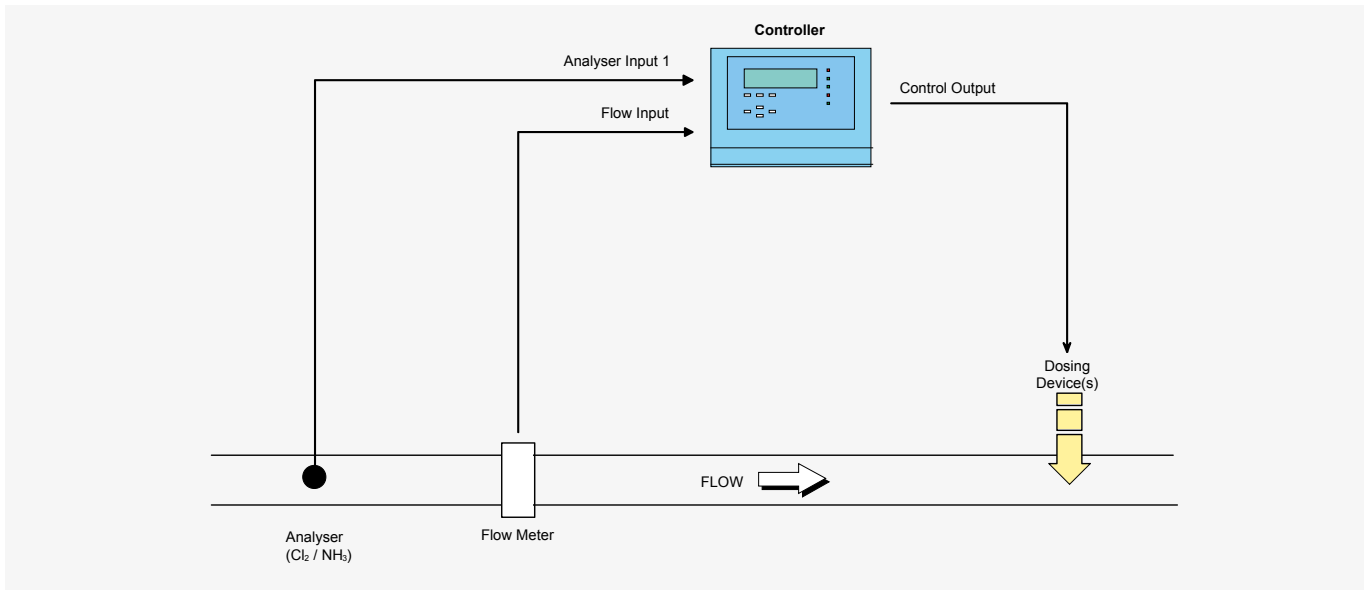 Controller
Analyser Input 1
Flow Input
Control Output
Dosing
Device(s)
FLOW
Analyser
(Cl₂ / NH₃)
Flow Meter